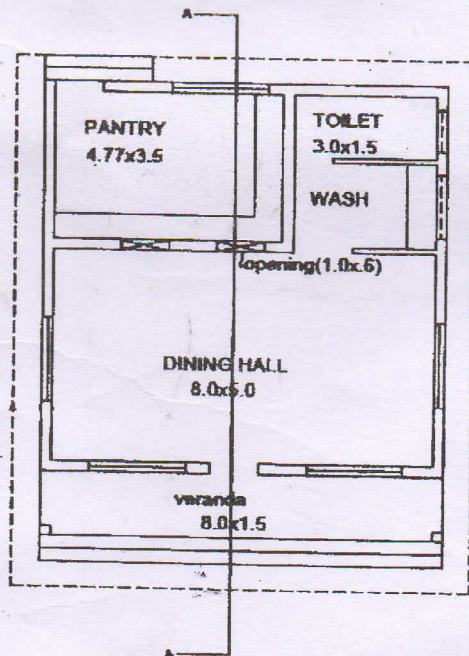 A
PANTRY
4.77x3.5
TOILET
3.0x1.5
WASH
opening(1.0x.6)
DINING HALL
8.0x5.0
veranda
8.0x1.5
A